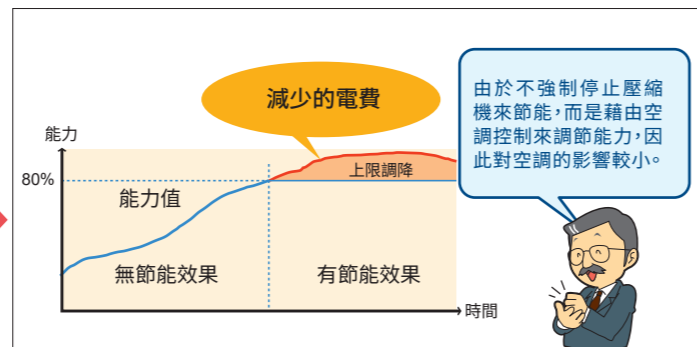 減少的電費
能力
80%
上限調降
能力值
無節能效果
有節能效果
時間
由於不強制停止壓縮
機來節能，而是藉由空
調控制來調節能力，因
此對空調的影響較小。